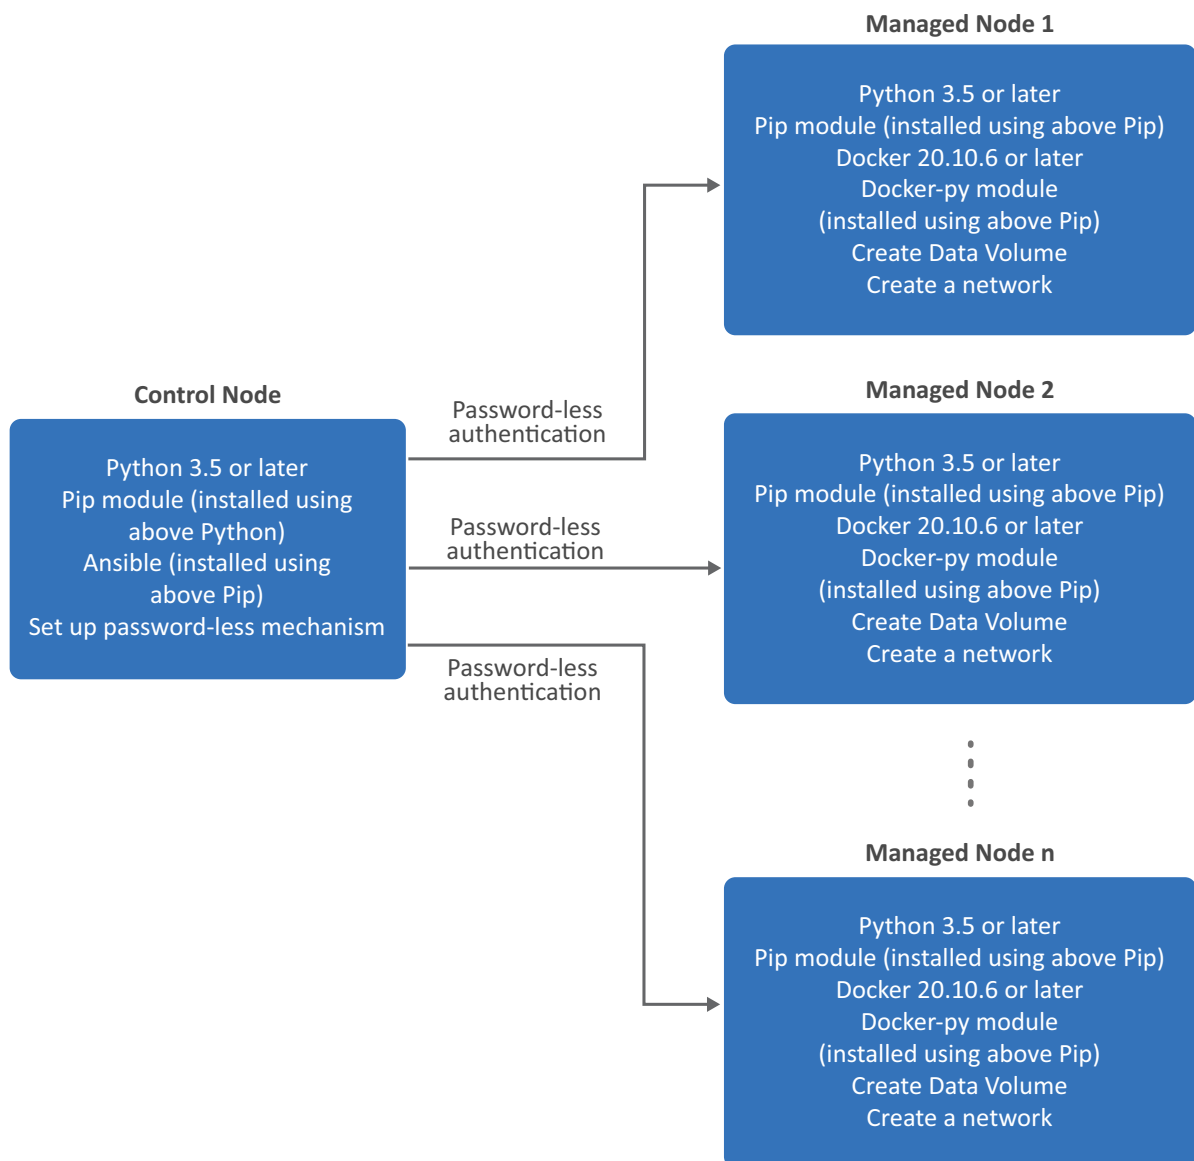 Control Node
Python 3.5 or later
Pip module (installed using
above Python)
Ansible (installed using
above Pip)
Set up password-less mechanism
Password-less
authentication
Password-less
authentication
Password-less
authentication
Managed Node 1
Python 3.5 or later
Pip module (installed using above Pip)
Docker 20.10.6 or later
Docker-py module
(installed using above Pip)
Create Data Volume
Create a network
Managed Node 2
Python 3.5 or later
Pip module (installed using above Pip)
Docker 20.10.6 or later
Docker-py module
(installed using above Pip)
Create Data Volume
Create a network
Managed Node n
Python 3.5 or later
Pip module (installed using above Pip)
Docker 20.10.6 or later
Docker-py module
(installed using above Pip)
Create Data Volume
Create a network